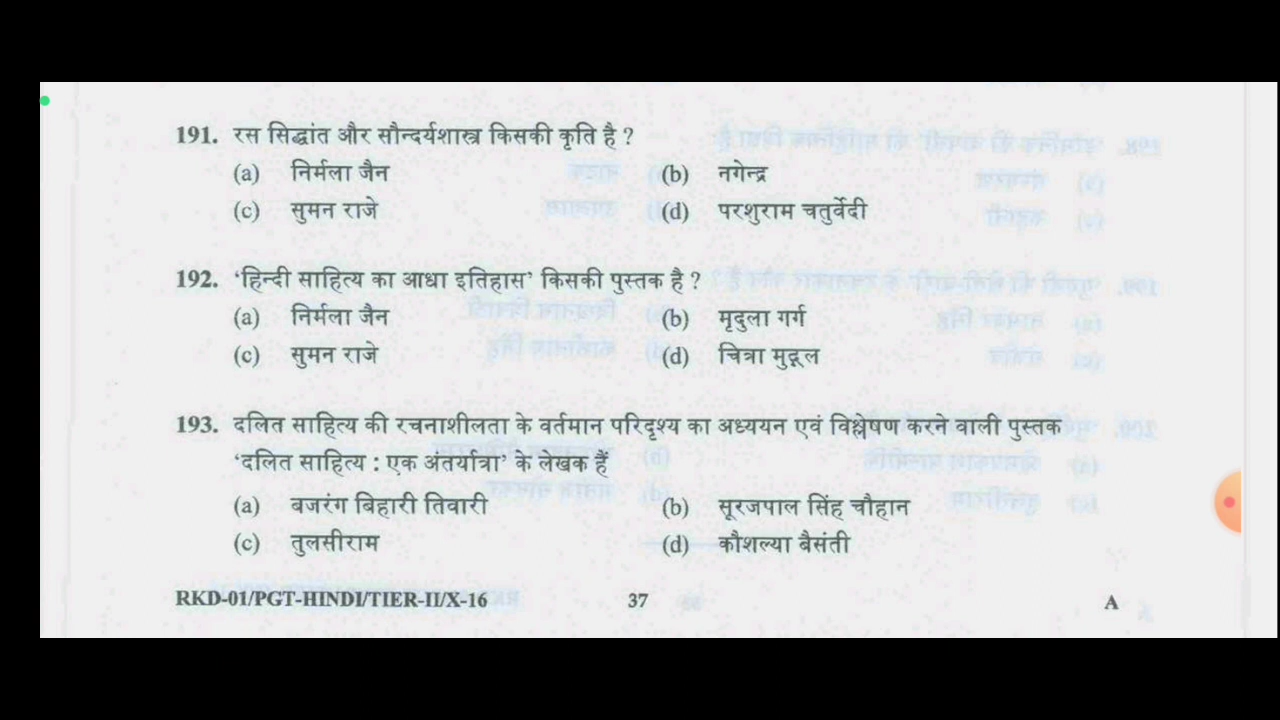 191. रस सिद्धांत और सौन्दर्यशास्त्र किसकी कृति है ?
(a) निर्मला जैन (b) नगेन्द्र
(c) सुमन राजे (d) परशुराम चतुर्वेदी
192. 'हिन्दी साहित्य का आधा इतिहास' किसकी पुस्तक है ?
(a) निर्मला जैन (b) मृदुला गर्ग
(c) सुमन राजे (d) चित्रा मुद्गल
193. दलित साहित्य की रचनाशीलता के वर्तमान परिदृश्य का अध्ययन एवं विश्लेषण करने वाली पुस्तक
'दलित साहित्य : एक अंतर्यात्रा' के लेखक हैं
(a) बजरंग बिहारी तिवारी (b) सूरजपाल सिंह चौहान
(c) तुलसीराम (d) कौशल्या बैसंती
RKD-01/PGT-HINDI/TIER-II/X-16 37 A